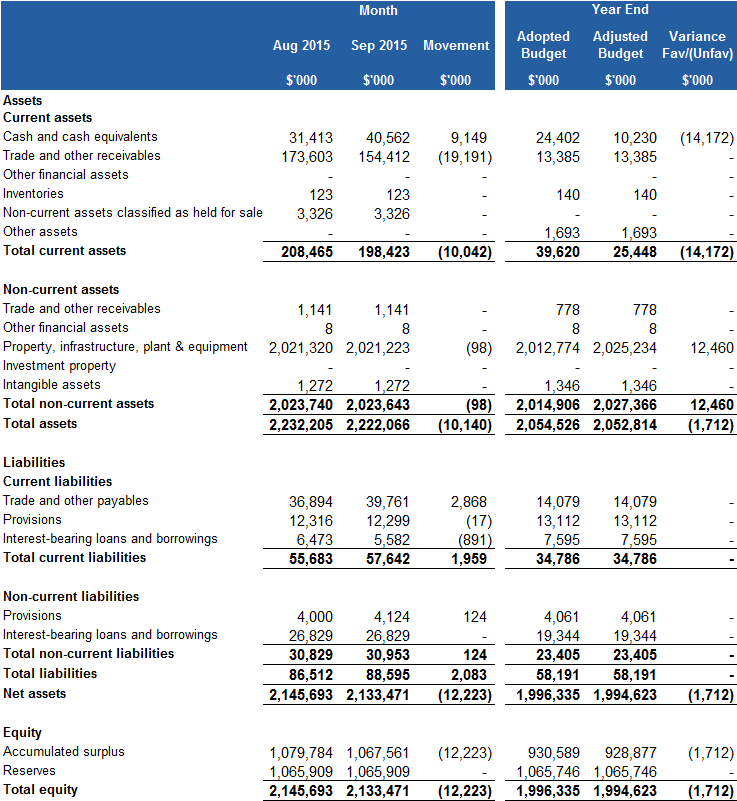 Month Year End
Aug 2015 Sep 2015 Movement Adopted Budget Adjusted Budget Variance Fav/(Unfav)
$'000 $'000 $'000 $'000 $'000 $'000
Assets
Current assets
Cash and cash equivalents 31,413 40,562 9,149 24,402 10,230 (14,172)
Trade and other receivables 173,603 154,412 (19,191) 13,385 13,385 -
Other financial assets - - - - -
Inventories 123 123 - 140 140 -
Non-current assets classified as held for sale 3,326 3,326 - - - -
Other assets - - - 1,693 1,693 -
Total current assets 208,465 198,423 (10,042) 39,620 25,448 (14,172)
Non-current assets
Trade and other receivables 1,141 1,141 - 778 778 -
Other financial assets 8 8 - 8 8 -
Property, infrastructure, plant & equipment 2,021,320 2,021,223 (98) 2,012,774 2,025,234 12,460
Investment property - - - - - -
Intangible assets 1,272 1,272 - 1,346 1,346 -
Total non-current assets 2,023,740 2,023,643 (98) 2,014,906 2,027,366 12,460
Total assets 2,232,205 2,222,066 (10,140) 2,054,526 2,052,814 (1,712)
Liabilities
Current liabilities
Trade and other payables 36,894 39,761 2,868 14,079 14,079 -
Provisions 12,316 12,299 (17) 13,112 13,112 -
Interest-bearing loans and borrowings 6,473 5,582 (891) 7,595 7,595 -
Total current liabilities 55,683 57,642 1,959 34,786 34,786 -
Non-current liabilities
Provisions 4,000 4,124 124 4,061 4,061 -
Interest-bearing loans and borrowings 26,829 26,829 - 19,344 19,344 -
Total non-current liabilities 30,829 30,953 124 23,405 23,405 -
Total liabilities 86,512 88,595 2,083 58,191 58,191 -
Net assets 2,145,693 2,133,471 (12,223) 1,996,335 1,994,623 (1,712)
Equity
Accumulated surplus 1,079,784 1,067,561 (12,223) 930,589 928,877 (1,712)
Reserves 1,065,909 1,065,909 - 1,065,746 1,065,746 -
Total equity 2,145,693 2,133,471 (12,223) 1,996,335 1,994,623 (1,712)